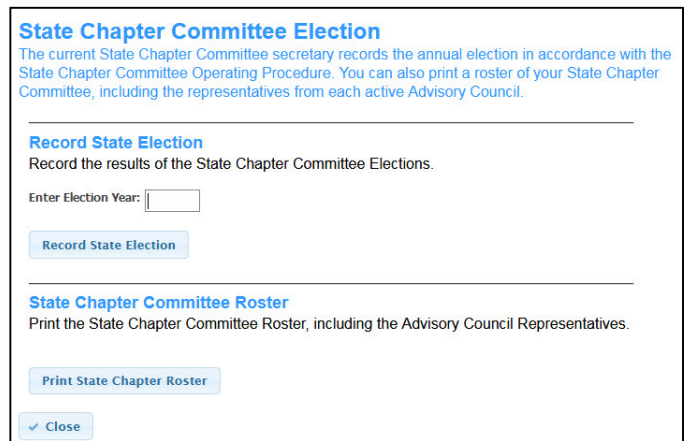 State Chapter Committee Election
The current State Chapter Committee secretary records the annual election in accordance with the
State Chapter Committee Operating Procedure. You can also print a roster of your State Chapter
Committee, including the representatives from each active Advisory Council.
Record State Election
Record the results of the State Chapter Committee Elections.
Enter Election Year:
Record State Election
State Chapter Committee Roster
Print the State Chapter Committee Roster, including the Advisory Council Representatives.
Print State Chapter Roster
Close